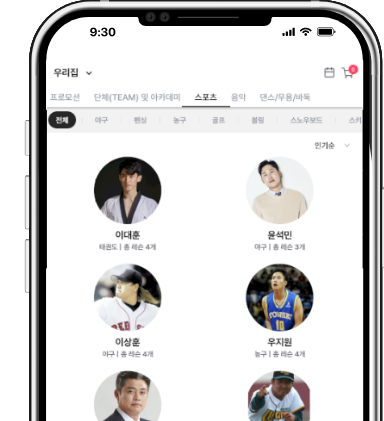 9:30
우리집
6
프로모션 단체(TEAM) 및 아카데미 스포츠 음악 댄스/무용/바둑
전체 야구 펜싱 농구 골프 볼링 스노우보드 스키
인기순
이대훈 윤석민
태권도 | 총 레슨 4개 야구 | 총 레슨 3개
이상훈 우지원
야구 | 총 레슨 4개 농구 | 총 레슨 4개